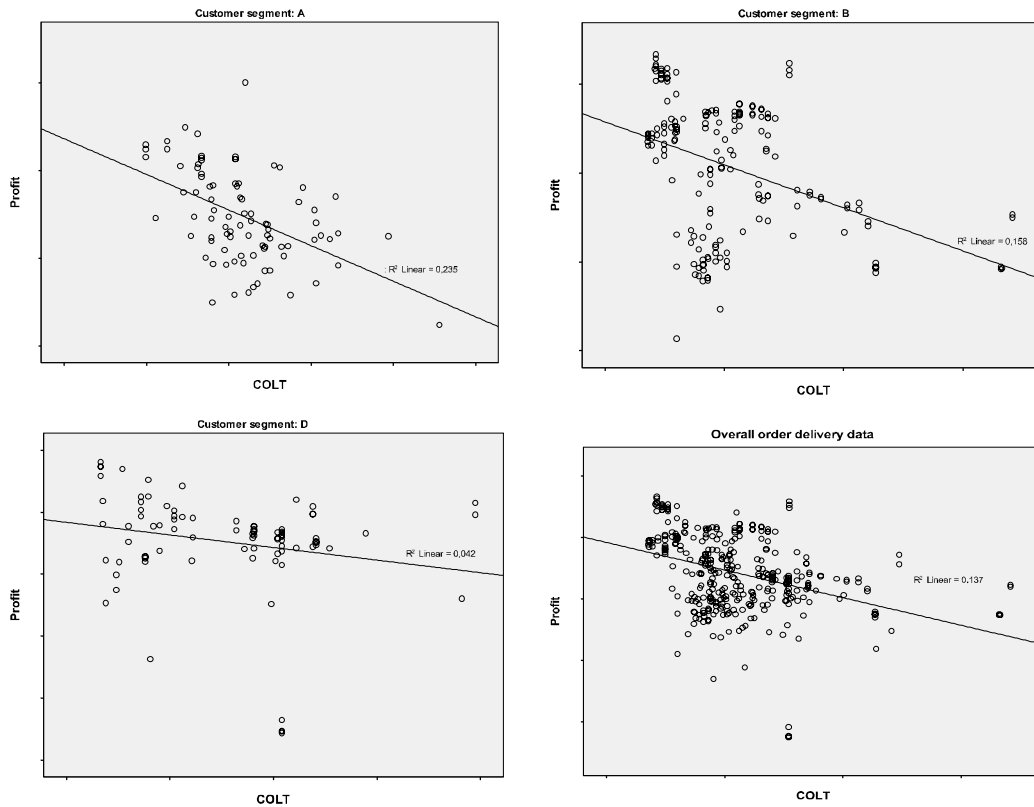 Customer segment: A
Profit
: R² Linear = 0,235
COLT
Customer segment: B
Profit
R² Linear = 0,158
COLT
Customer segment: D
Profit
R² Linear = 0,042
COLT
Overall order delivery data
Profit
R² Linear = 0,137
COLT